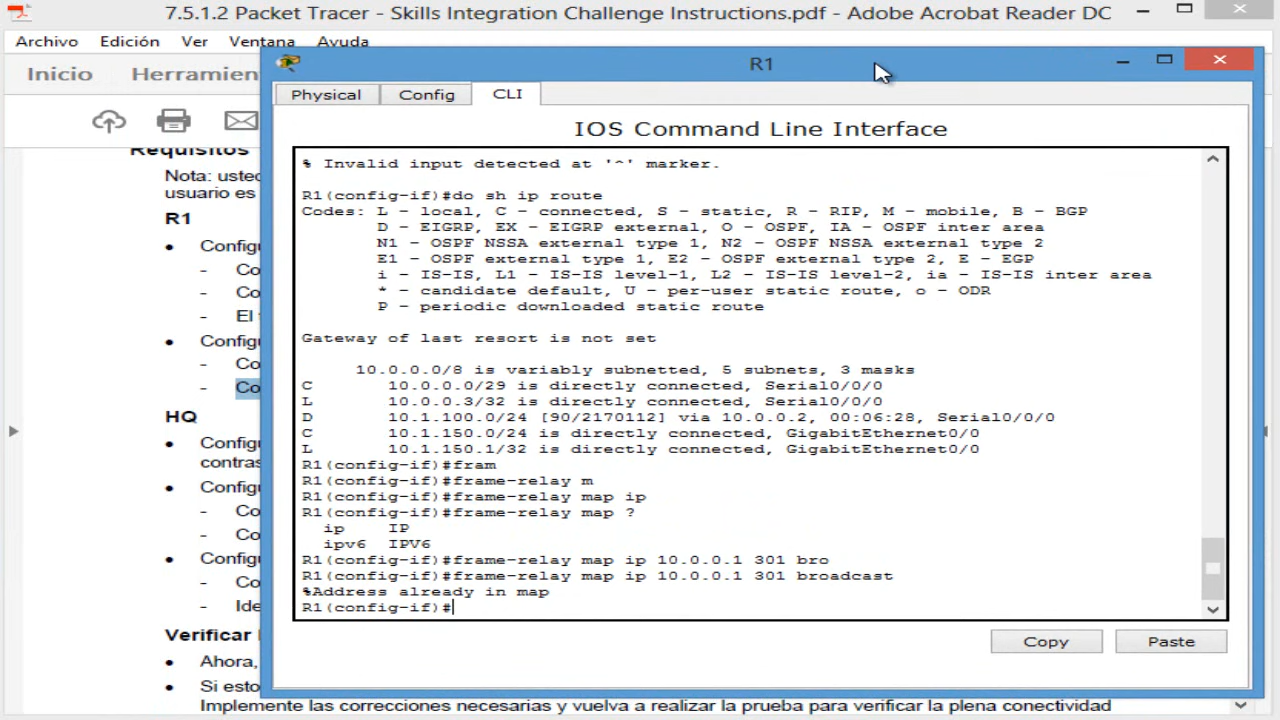 7.5.1.2 Packet Tracer - Skills Integration Challenge Instructions.pdf - Adobe Acrobat Reader DC
Archivo Edición Ver Ventana Ayuda
Inicio Herramien
R1
Physical Config CLI
IOS Command Line Interface
% Invalid input detected at '^' marker.
R1(config-if)#do sh ip route
Codes: L - local, C - connected, S - static, R - RIP, M - mobile, B - BGP
D - EIGRP, EX - EIGRP external, O - OSPF, IA - OSPF inter area
N1 - OSPF NSSA external type 1, N2 - OSPF NSSA external type 2
E1 - OSPF external type 1, E2 - OSPF external type 2, E - EGP
i - IS-IS, L1 - IS-IS level-1, L2 - IS-IS level-2, ia - IS-IS inter area
* - candidate default, U - per-user static route, o - ODR
P - periodic downloaded static route
Gateway of last resort is not set
10.0.0.0/8 is variably subnetted, 5 subnets, 3 masks
C 10.0.0.0/29 is directly connected, Serial0/0/0
L 10.0.0.3/32 is directly connected, Serial0/0/0
D 10.1.100.0/24 [90/2170112] via 10.0.0.2, 00:06:28, Serial0/0/0
C 10.1.150.0/24 is directly connected, GigabitEthernet0/0
L 10.1.150.1/32 is directly connected, GigabitEthernet0/0
R1(config-if)#fram
R1(config-if)#frame-relay m
R1(config-if)#frame-relay map ip
R1(config-if)#frame-relay map ?
ip IP
ipv6 IPV6
R1(config-if)#frame-relay map ip 10.0.0.1 301 bro
R1(config-if)#frame-relay map ip 10.0.0.1 301 broadcast
%Address already in map
R1(config-if)#
Copy Paste
Requisitos
Nota: usted
usuario es
R1
• Configu
- Co
- Co
- El
• Configu
- Co
- Co
HQ
• Configu
contras
• Configu
- Co
- Co
• Configu
- Co
- Ide
Verificar
• Ahora,
• Si esto
Implemente las correcciones necesarias y vuelva a realizar la prueba para verificar la plena conectividad